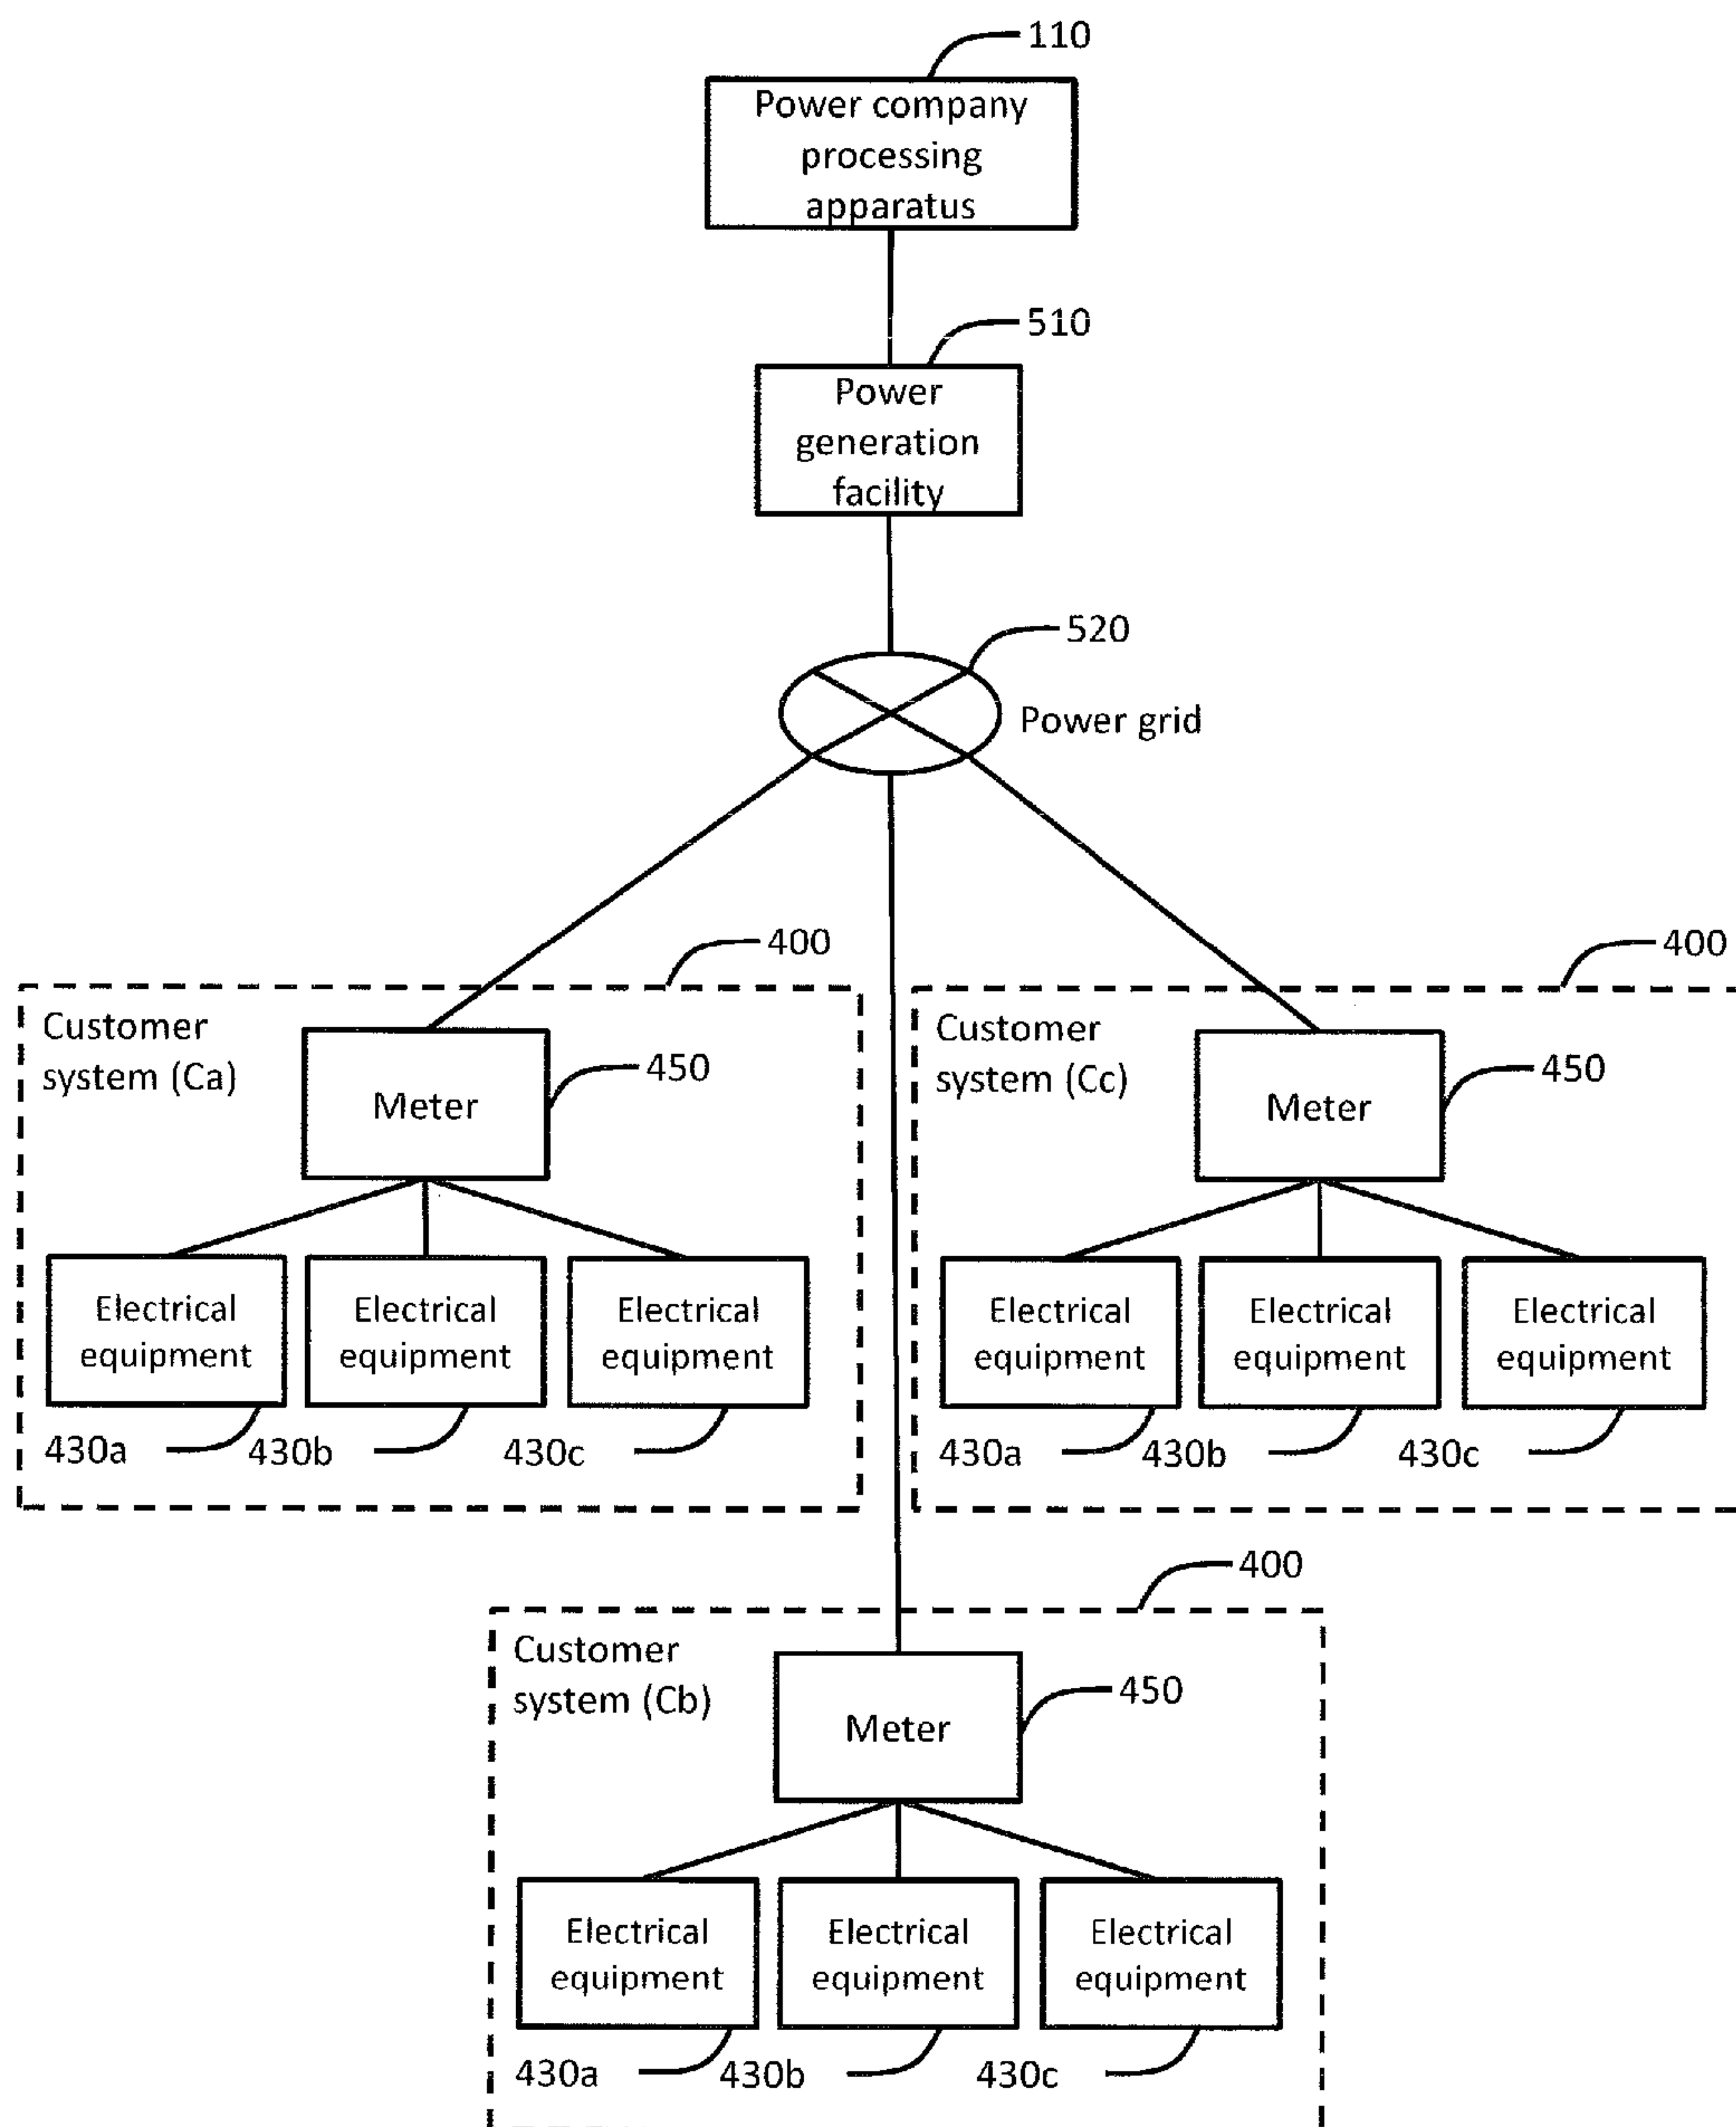 110
Power company
processing
apparatus
510
Power
generation
facility
520
Power grid
400
Customer
system (Ca)
Meter
450
Electrical
equipment
Electrical
equipment
Electrical
equipment
430a
430b
430c
400
Customer
system (Cc)
Meter
450
Electrical
equipment
Electrical
equipment
Electrical
equipment
430a
430b
430c
400
Customer
system (Cb)
Meter
450
Electrical
equipment
Electrical
equipment
Electrical
equipment
430a
430b
430c